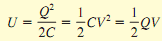 U = Q²/2C = 1/2 CV² = 1/2 QV